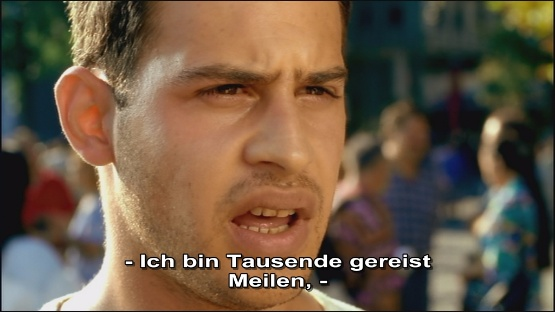 - Ich bin Tausende gereist
Meilen, -